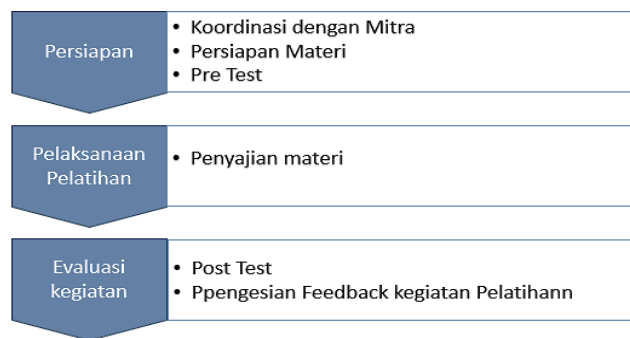 Persiapan
• Koordinasi dengan Mitra
• Persiapan Materi
• Pre Test
Pelaksanaan
Pelatihan
• Penyajian materi
Evaluasi
kegiatan
• Post Test
• Ppengesian Feedback kegiatan Pelatihann